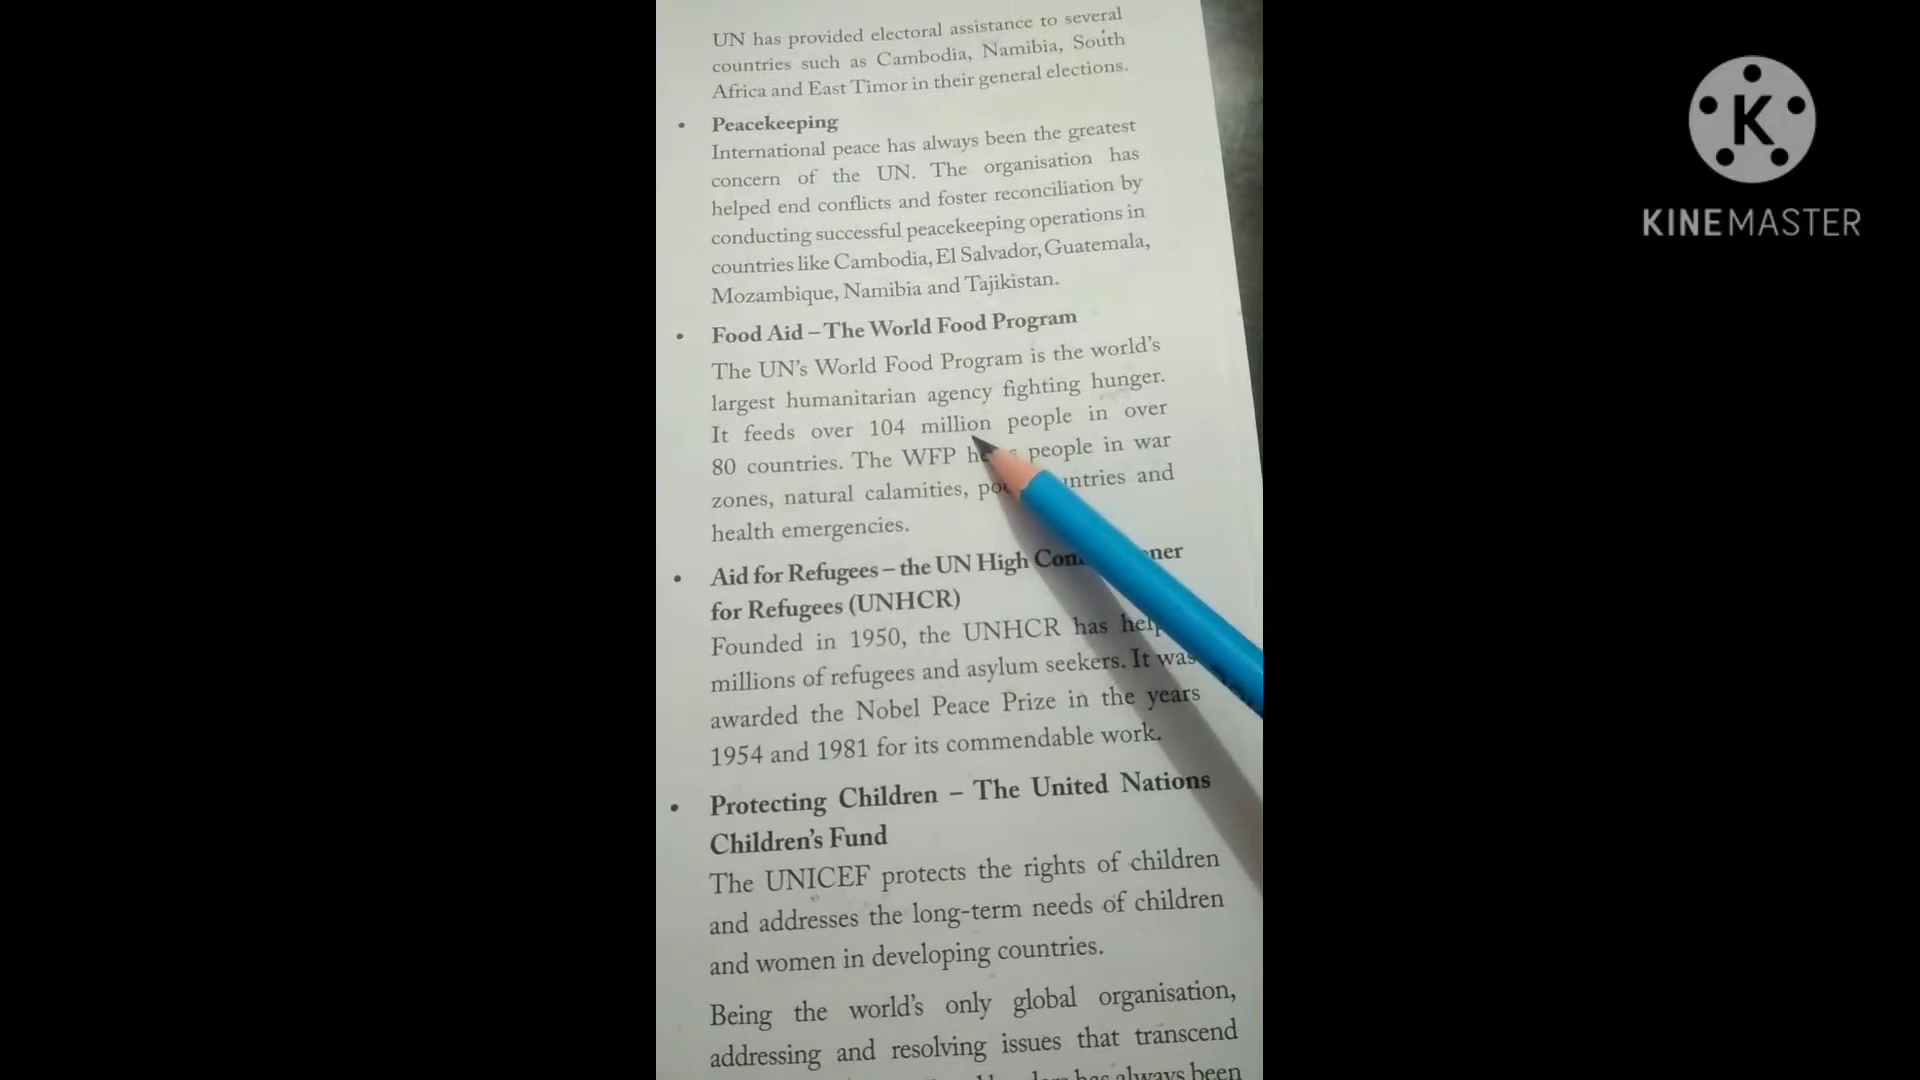 UN has provided electoral assistance to several
countries such as Cambodia, Namibia, South
Africa and East Timor in their general elections.
• Peacekeeping
International peace has always been the greatest
concern of the UN. The organisation has
helped end conflicts and foster reconciliation by
conducting successful peacekeeping operations in
countries like Cambodia, El Salvador, Guatemala,
Mozambique, Namibia and Tajikistan.
• Food Aid – The World Food Program
The UN's World Food Program is the world's
largest humanitarian agency fighting hunger.
It feeds over 104 million people in over
80 countries. The WFP people in war
zones, natural calamities, and
health emergencies.
• Aid for Refugees – the UN High
for Refugees (UNHCR)
Founded in 1950, the UNHCR has
millions of refugees and asylum seekers. It was
awarded the Nobel Peace Prize in the years
1954 and 1981 for its commendable work.
• Protecting Children – The United Nations
Children's Fund
The UNICEF protects the rights of children
and addresses the long-term needs of children
and women in developing countries.
Being the world's only global organisation,
addressing and resolving issues that transcend
has always been
K
KINEMASTER